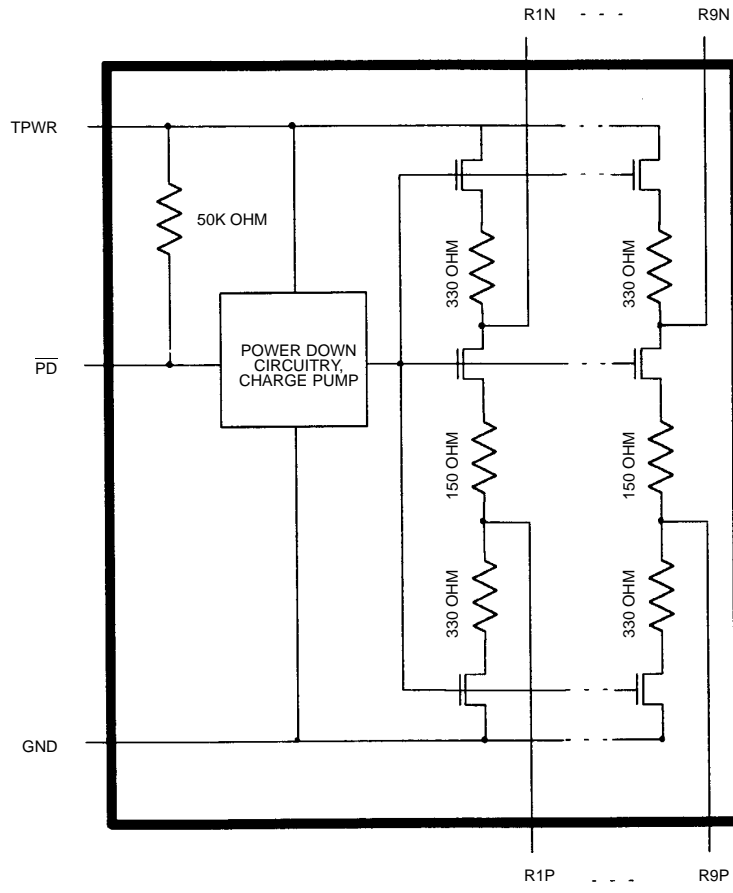 R1N - - - R9N
TPWR
50K OHM
330 OHM
330 OHM
PD
POWER DOWN
CIRCUITRY,
CHARGE PUMP
150 OHM
150 OHM
330 OHM
330 OHM
GND
R1P - - - R9P